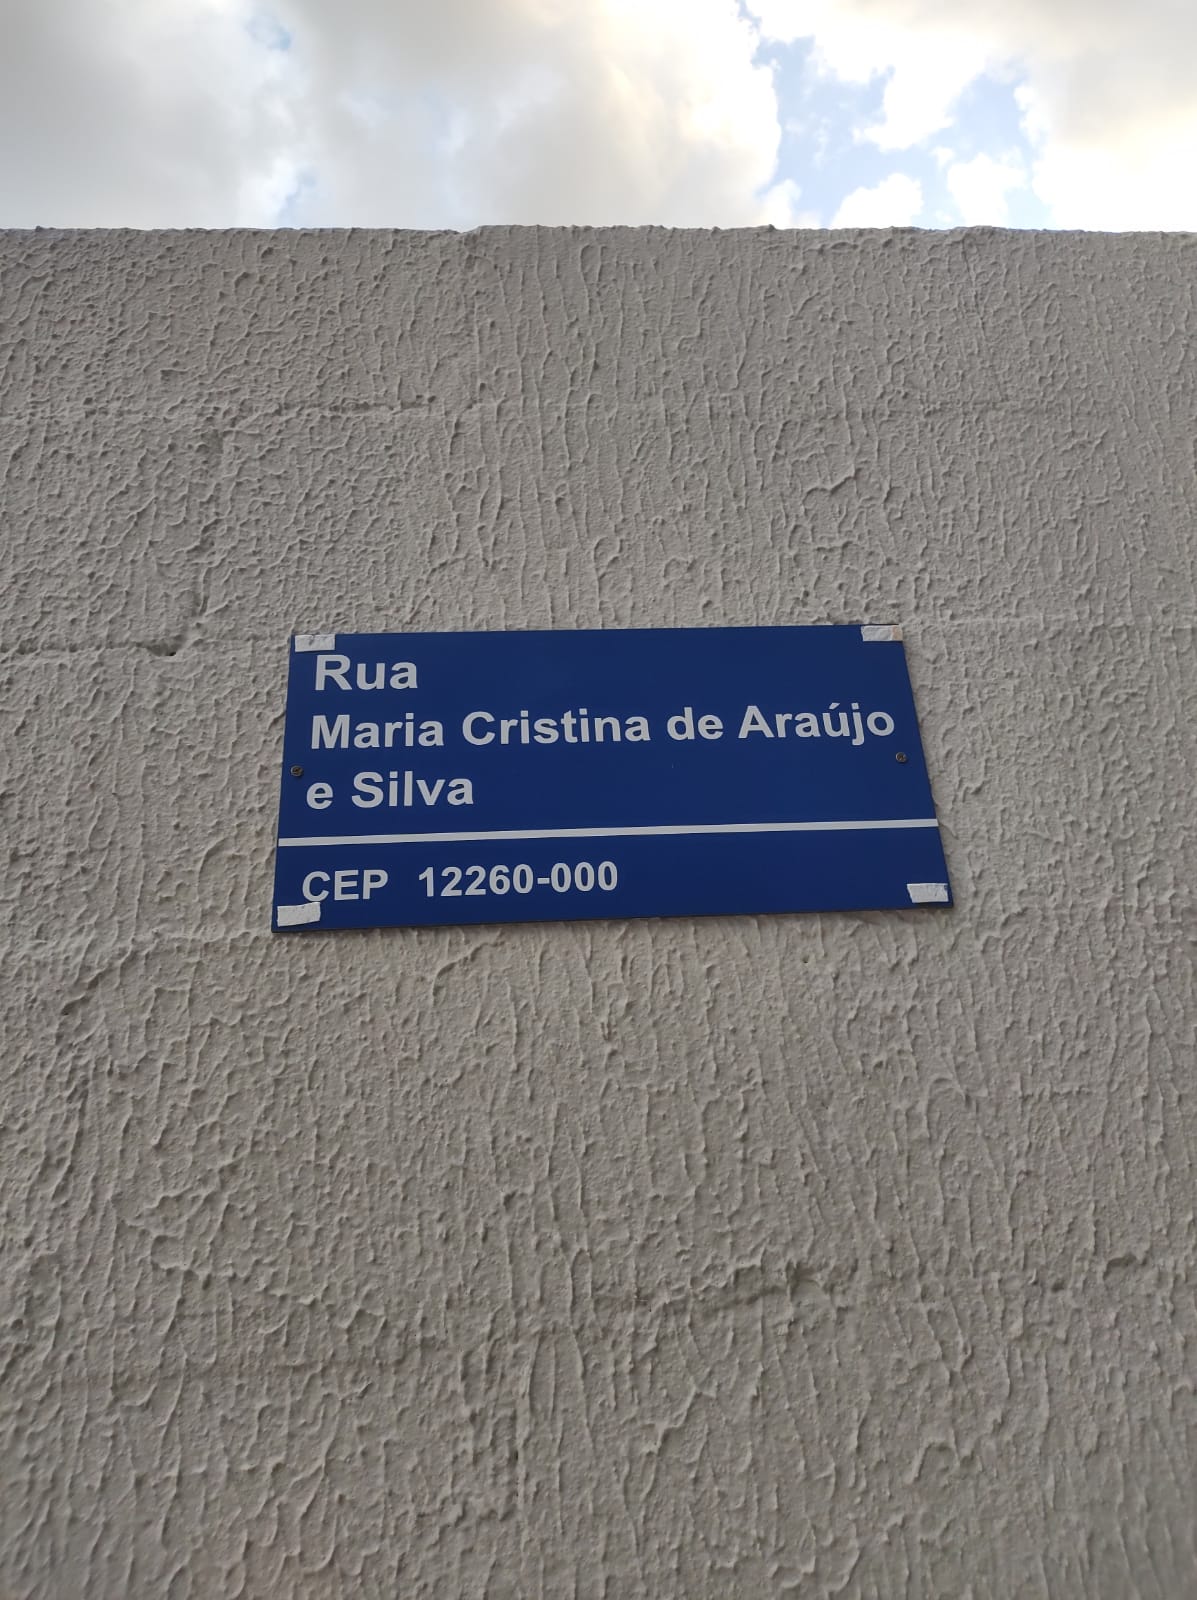 Rua
Maria Cristina de Araújo
e Silva
CEP 12260-000